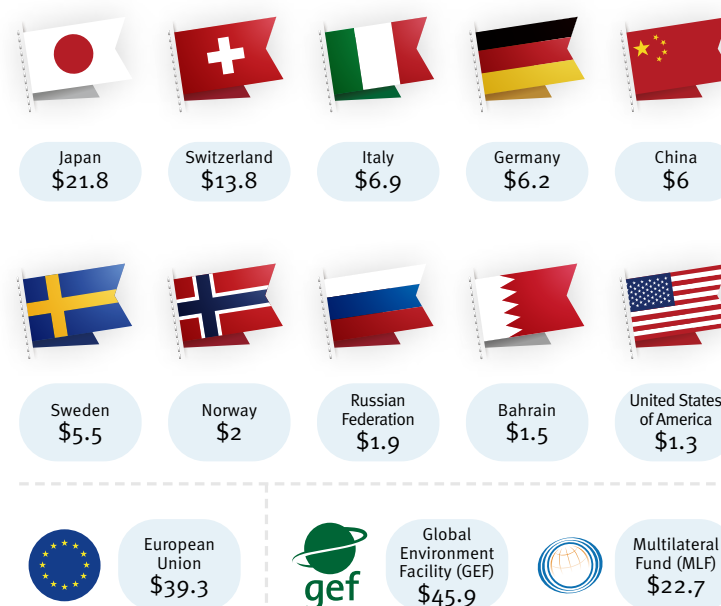 Japan
$21.8
Switzerland
$13.8
Italy
$6.9
Germany
$6.2
China
$6
Sweden
$5.5
Norway
$2
Russian
Federation
$1.9
Bahrain
$1.5
United States
of America
$1.3
European
Union
$39.3
gef
Global
Environment
Facility (GEF)
$45.9
Multilateral
Fund (MLF)
$22.7